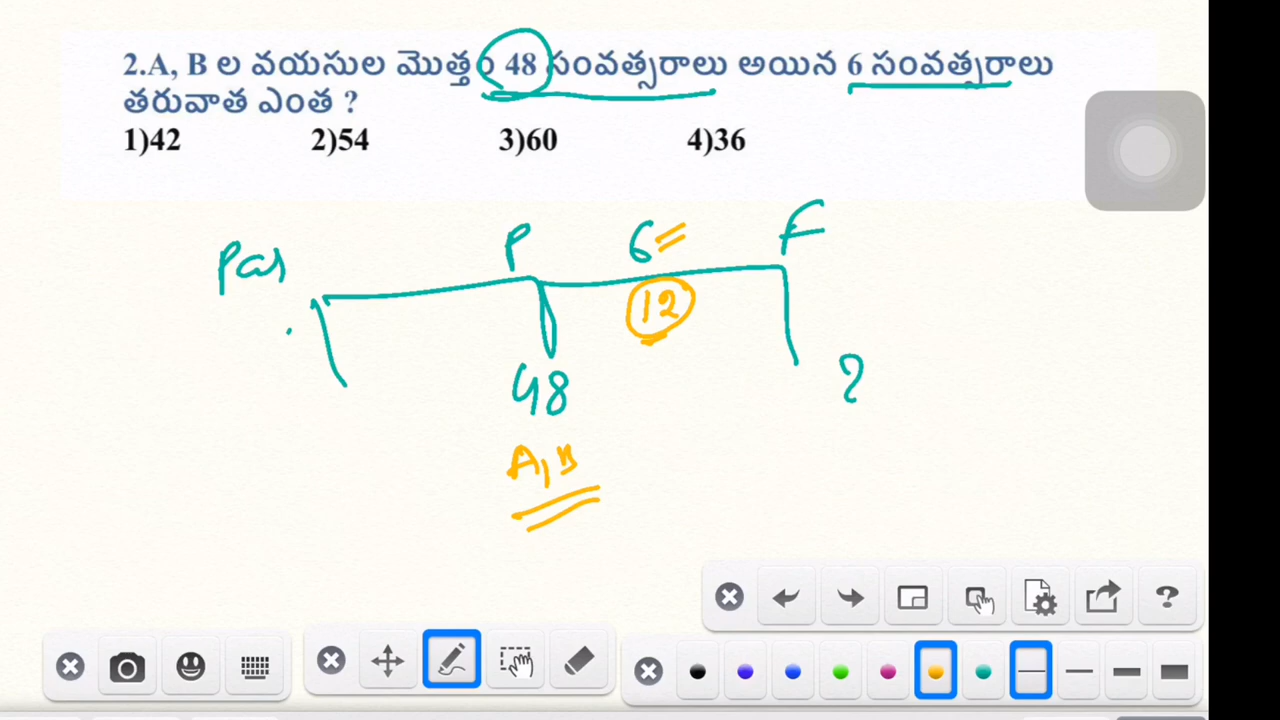 2.A, B ల వయసుల మొత్తం 48 సంవత్సరాలు అయిన 6 సంవత్సరాలు
తరువాత ఎంత ?
1)42 2)54 3)60 4)36
Pas P 6 F
12
48 ?
A, B
?